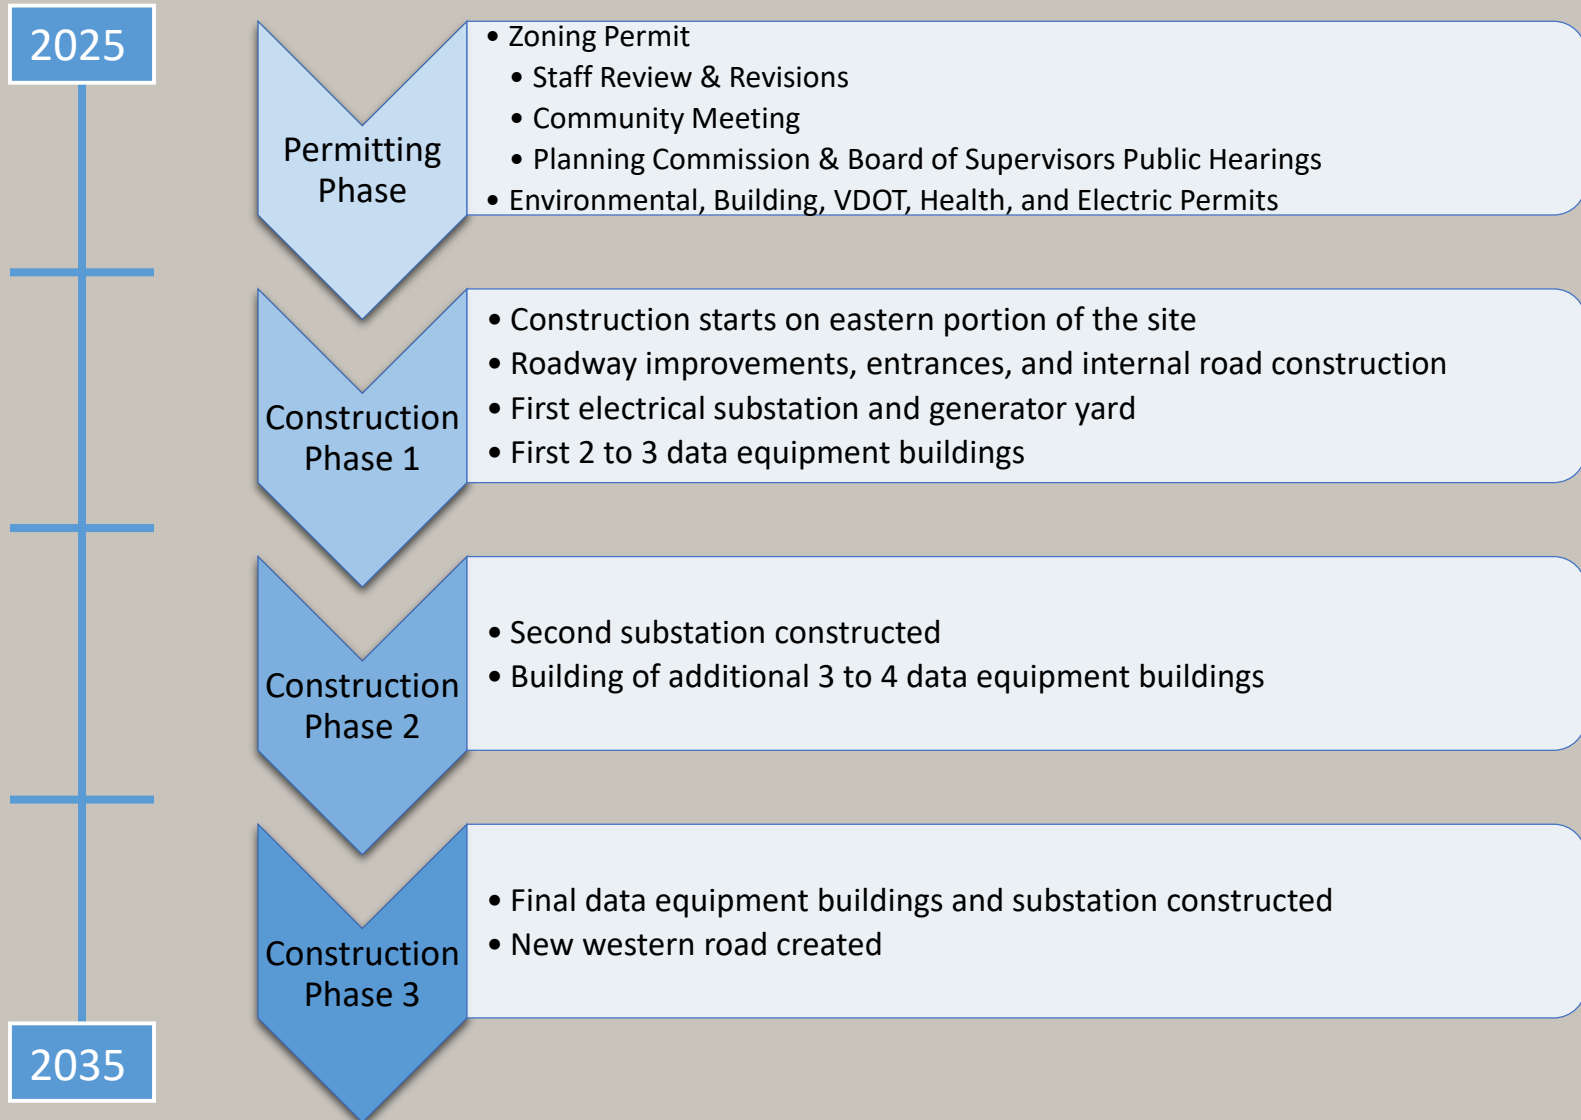 2025
Permitting
Phase
• Zoning Permit
• Staff Review & Revisions
• Community Meeting
• Planning Commission & Board of Supervisors Public Hearings
• Environmental, Building, VDOT, Health, and Electric Permits
Construction
Phase 1
• Construction starts on eastern portion of the site
• Roadway improvements, entrances, and internal road construction
• First electrical substation and generator yard
• First 2 to 3 data equipment buildings
Construction
Phase 2
• Second substation constructed
• Building of additional 3 to 4 data equipment buildings
Construction
Phase 3
• Final data equipment buildings and substation constructed
• New western road created
2035